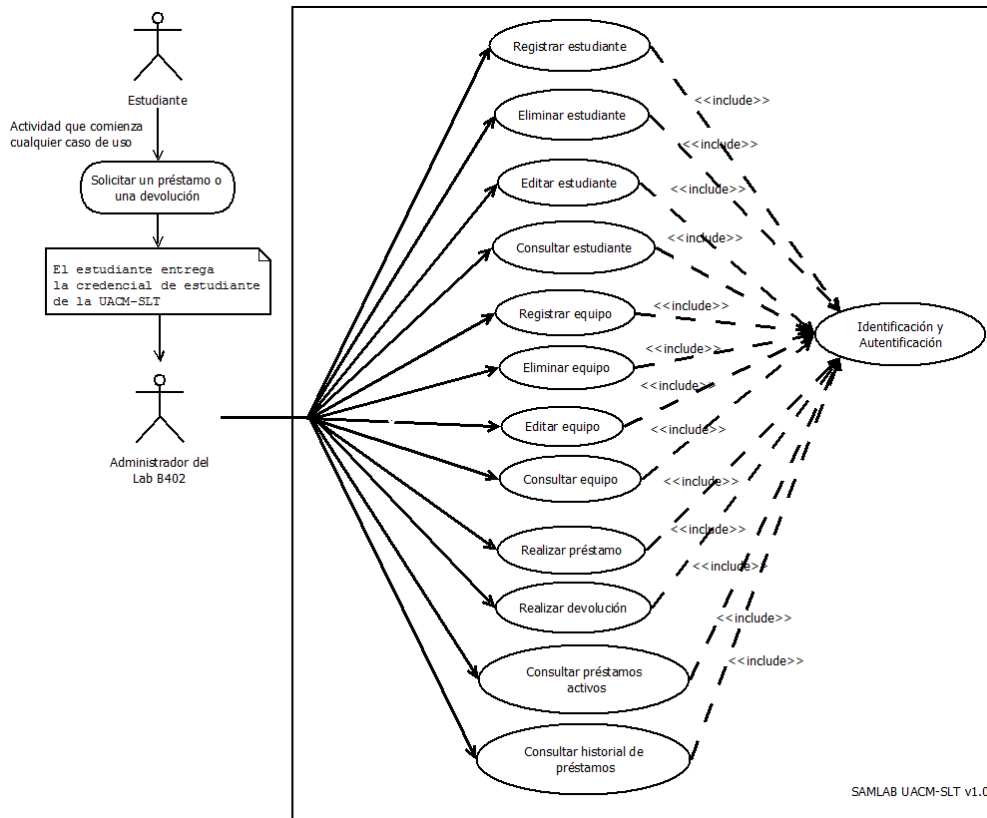 Estudiante
Actividad que comienza
cualquier caso de uso
Solicitar un préstamo o
una devolución
El estudiante entrega
la credencial de estudiante
de la UACM-SLT
Administrador del
Lab B402
Registrar estudiante
<<include>>
Eliminar estudiante
<<include>>
Editar estudiante
<<include>>
Consultar estudiante
<<include>>
Registrar equipo
<<include>>
Eliminar equipo
<<include>>
Editar equipo
<<include>>
Consultar equipo
<<include>>
Realizar préstamo
<<include>>
Realizar devolución
<<include>>
Consultar préstamos
activos
<<include>>
Consultar historial de
préstamos
<<include>>
Identificación y
Autentificación
SAMLAB UACM-SLT v1.0